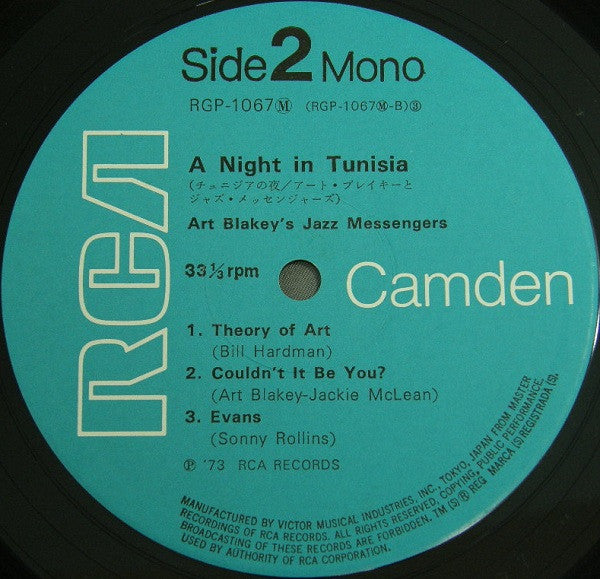 Side 2 Mono
RGP-1067Ⓜ (RGP-1067Ⓜ-B)③
RCA
A Night in Tunisia
(チュニジアの夜/アート・ブレイキーと
ジャズ・メッセンジャーズ)
Art Blakey's Jazz Messengers
33 1/3 rpm
Camden
1. Theory of Art
(Bill Hardman)
2. Couldn't It Be You?
(Art Blakey-Jackie McLean)
3. Evans
(Sonny Rollins)
Ⓟ '73 RCA RECORDS
MANUFACTURED BY VICTOR MUSICAL INDUSTRIES, INC., TOKYO, JAPAN FROM MASTER
RECORDINGS OF RCA RECORDS. ALL RIGHTS RESERVED, COPYING, PUBLIC PERFORMANCE,
BROADCASTING OF THESE RECORDS ARE FORBIDDEN. TM (S) ® REG MARCA (S) REGISTRADA (S),
USED BY AUTHORITY OF RCA CORPORATION.